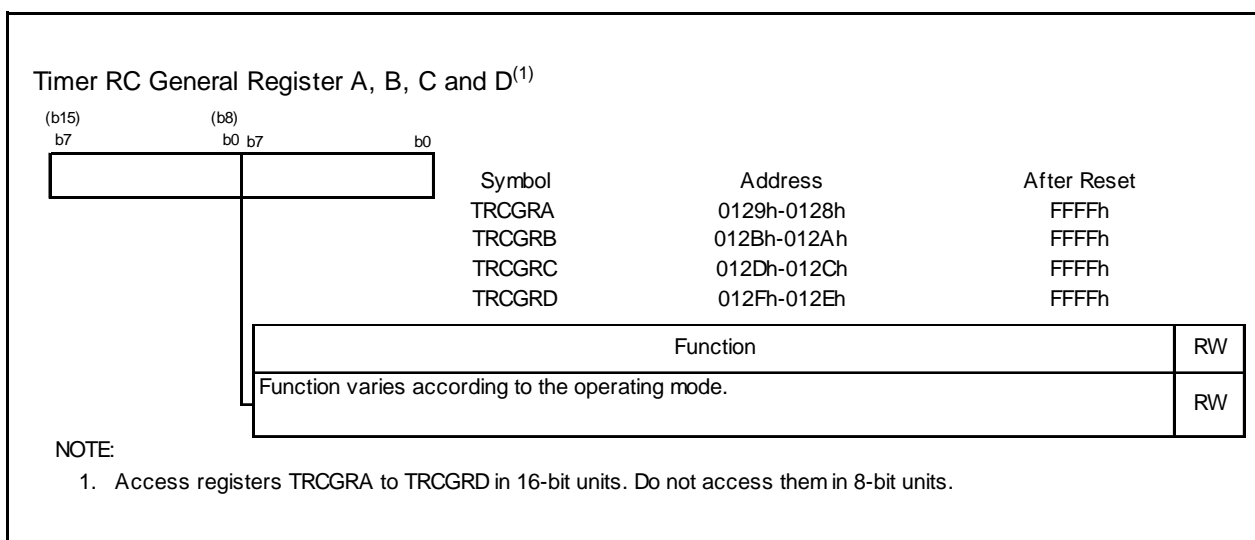 Timer RC General Register A, B, C and D(1)
(b15) (b8)
b7 b0 b7 b0
Symbol Address After Reset
TRCGRA 0129h-0128h FFFFh
TRCGRB 012Bh-012Ah FFFFh
TRCGRC 012Dh-012Ch FFFFh
TRCGRD 012Fh-012Eh FFFFh
Function RW
Function varies according to the operating mode. RW
NOTE:
1. Access registers TRCGRA to TRCGRD in 16-bit units. Do not access them in 8-bit units.